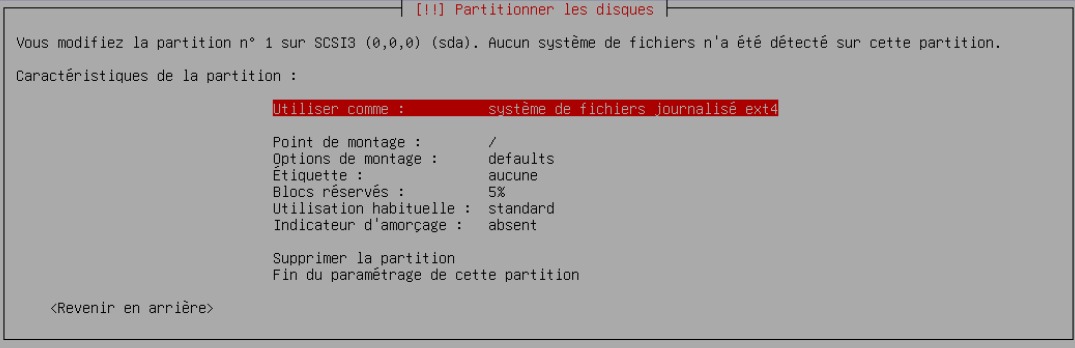 [!!] Partitionner les disques
Vous modifiez la partition n° 1 sur SCSI3 (0,0,0) (sda). Aucun système de fichiers n'a été détecté sur cette partition.
Caractéristiques de la partition :
Utiliser comme : système de fichiers journalisé ext4
Point de montage : /
Options de montage : defaults
Étiquette : aucune
Blocs réservés : 5%
Utilisation habituelle : standard
Indicateur d'amorçage : absent
Supprimer la partition
Fin du paramétrage de cette partition
<Revenir en arrière>